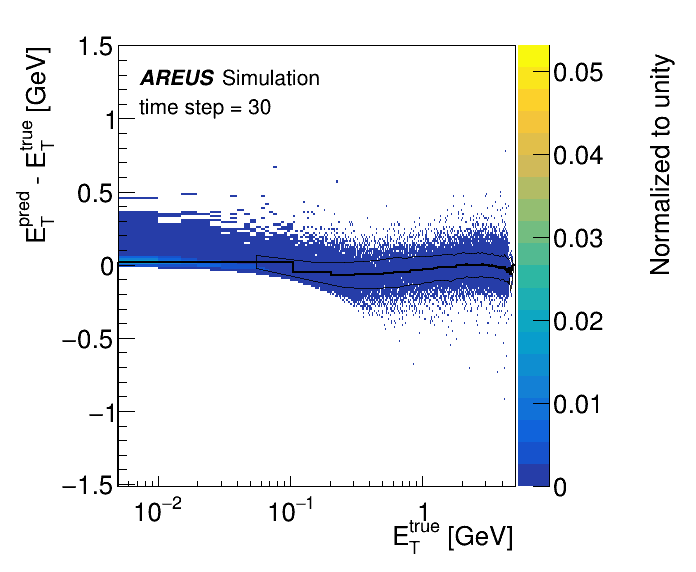 AREUS Simulation
time step = 30
E_T^pred - E_T^true [GeV]
1.5
1
0.5
0
−0.5
−1
−1.5
10⁻² 10⁻¹ 1
E_T^true [GeV]
0.05
0.04
0.03
0.02
0.01
0
Normalized to unity